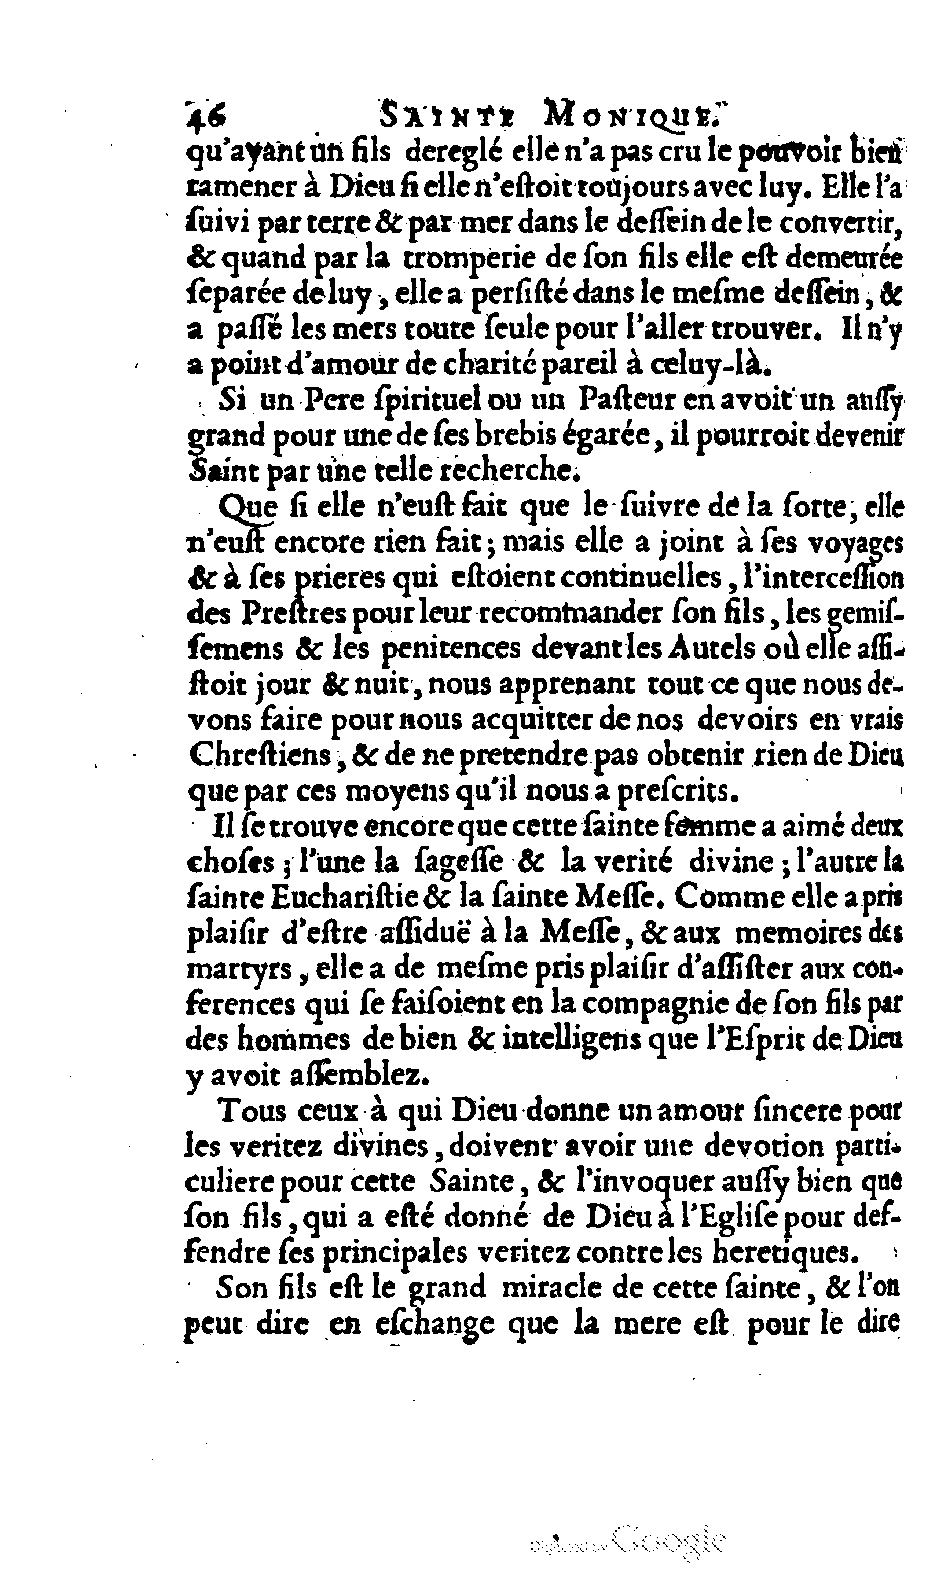 46 SAINTE MONIQUE.
qu'ayant un fils dereglé elle n'a pas cru le pouvoir bien
ramener à Dieu ſi elle n'eſtoit toujours avec luy. Elle l'a
ſuivi par terre & par mer dans le deſſein de le convertir,
& quand par la tromperie de ſon fils elle eſt demeurée
ſeparée de luy, elle a perſiſté dans le meſme deſſein, &
a paſſé les mers toute ſeule pour l'aller trouver. Il n'y
a point d'amour de charité pareil à celuy-là.
Si un Pere ſpirituel ou un Paſteur en avoit un auſſy
grand pour une de ſes brebis égarée, il pourroit devenir
Saint par une telle recherche.
Que ſi elle n'euſt fait que le ſuivre de la ſorte, elle
n'euſt encore rien fait; mais elle a joint à ſes voyages
& à ſes prieres qui eſtoient continuelles, l'interceſſion
des Preſtres pour leur recommander ſon fils, les gemiſ-
ſemens & les penitences devant les Autels où elle aſſi-
ſtoit jour & nuit, nous apprenant tout ce que nous de-
vons faire pour nous acquitter de nos devoirs en vrais
Chreſtiens, & de ne pretendre pas obtenir rien de Dieu
que par ces moyens qu'il nous a preſcrits.
Il ſe trouve encore que cette ſainte femme a aimé deux
choſes; l'une la ſageſſe & la verité divine; l'autre la
ſainte Euchariſtie & la ſainte Meſſe. Comme elle a pris
plaiſir d'eſtre aſſiduë à la Meſſe, & aux memoires des
martyrs, elle a de meſme pris plaiſir d'aſſiſter aux con-
ferences qui ſe faiſoient en la compagnie de ſon fils par
des hommes de bien & intelligens que l'Eſprit de Dieu
y avoit aſſemblez.
Tous ceux à qui Dieu donne un amour ſincere pour
les veritez divines, doivent avoir une devotion parti-
culiere pour cette Sainte, & l'invoquer auſſy bien que
ſon fils, qui a eſté donné de Dieu à l'Egliſe pour def-
fendre ſes principales veritez contre les heretiques.
Son fils eſt le grand miracle de cette ſainte, & l'on
peut dire en eſchange que la mere eſt pour le dire
Google